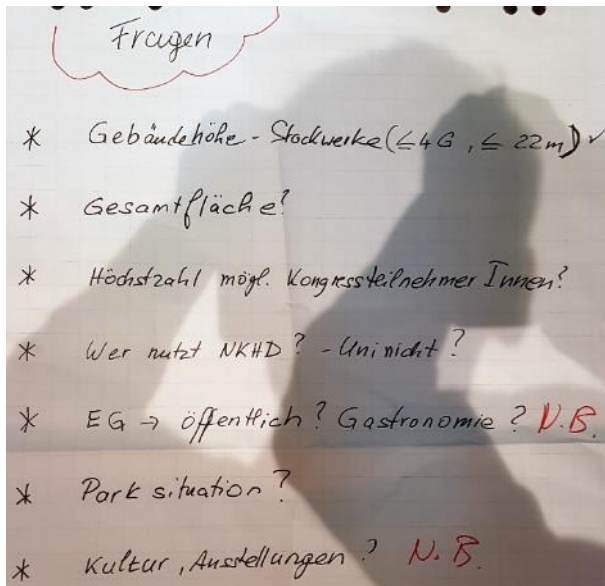 Fragen
* Gebäudehöhe - Stockwerke (≤4G, ≤ 22m) ✓
* Gesamtfläche?
* Höchstzahl mögl. KongressteilnehmerInnen?
* Wer nutzt NKHD? - Uni nicht?
* EG → öffentlich? Gastronomie? N.B.
* Parksituation?
* Kultur, Ausstellungen? N.B.